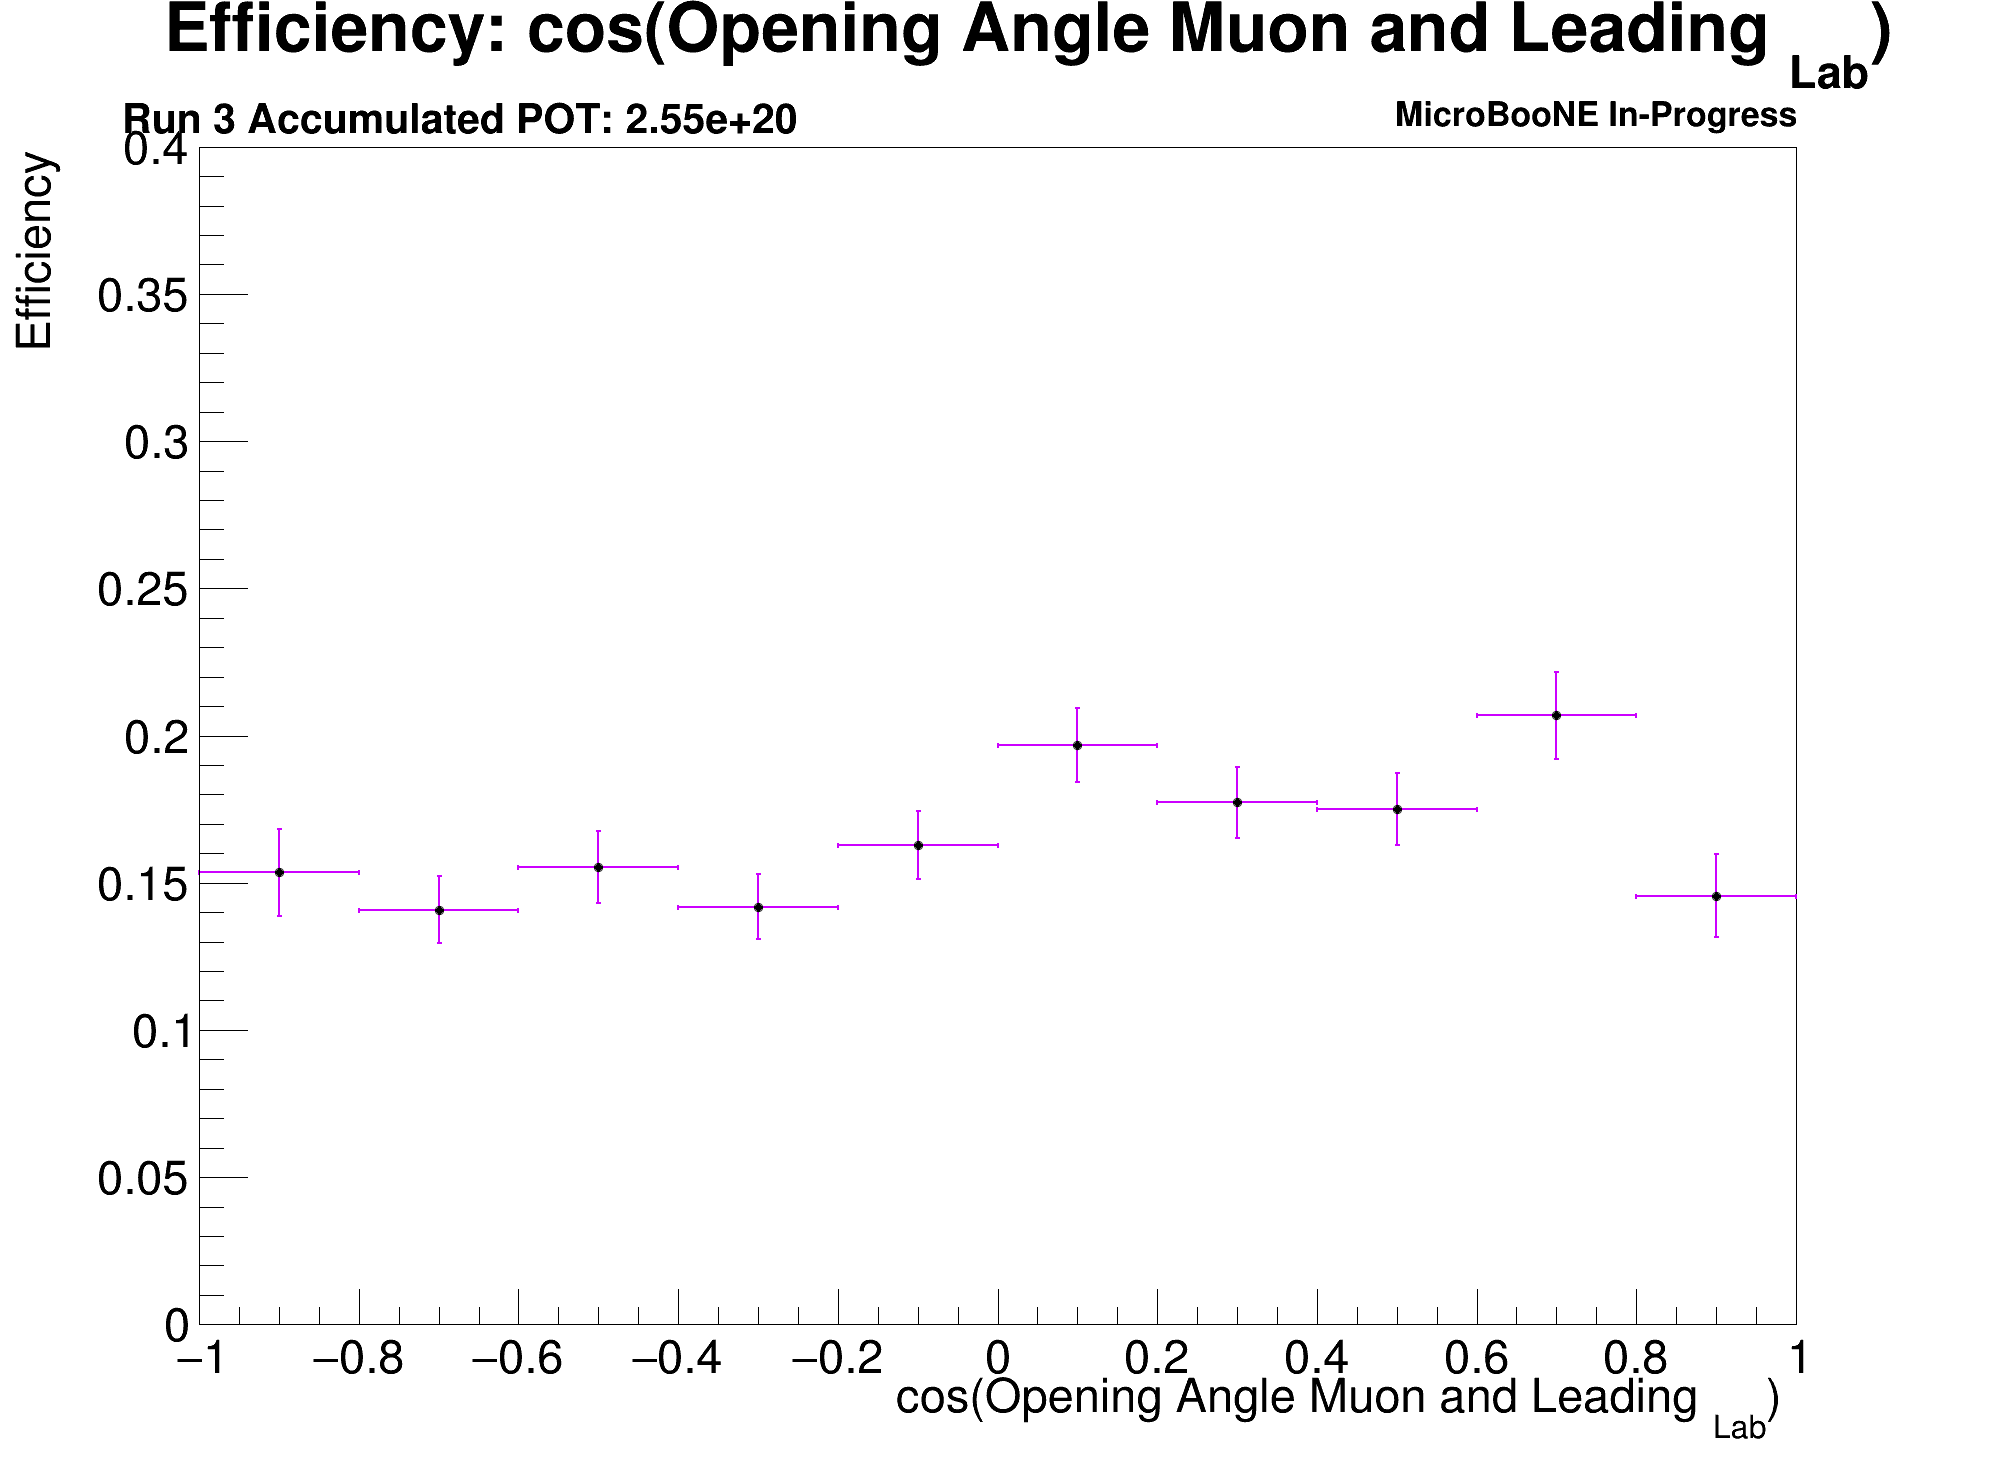 Efficiency: cos(Opening Angle Muon and Leading Lab)
Run 3 Accumulated POT: 2.55e+20
MicroBooNE In-Progress
Efficiency
0.4
0.35
0.3
0.25
0.2
0.15
0.1
0.05
0
−1 −0.8 −0.6 −0.4 −0.2 0 0.2 0.4 0.6 0.8 1
cos(Opening Angle Muon and Leading Lab)